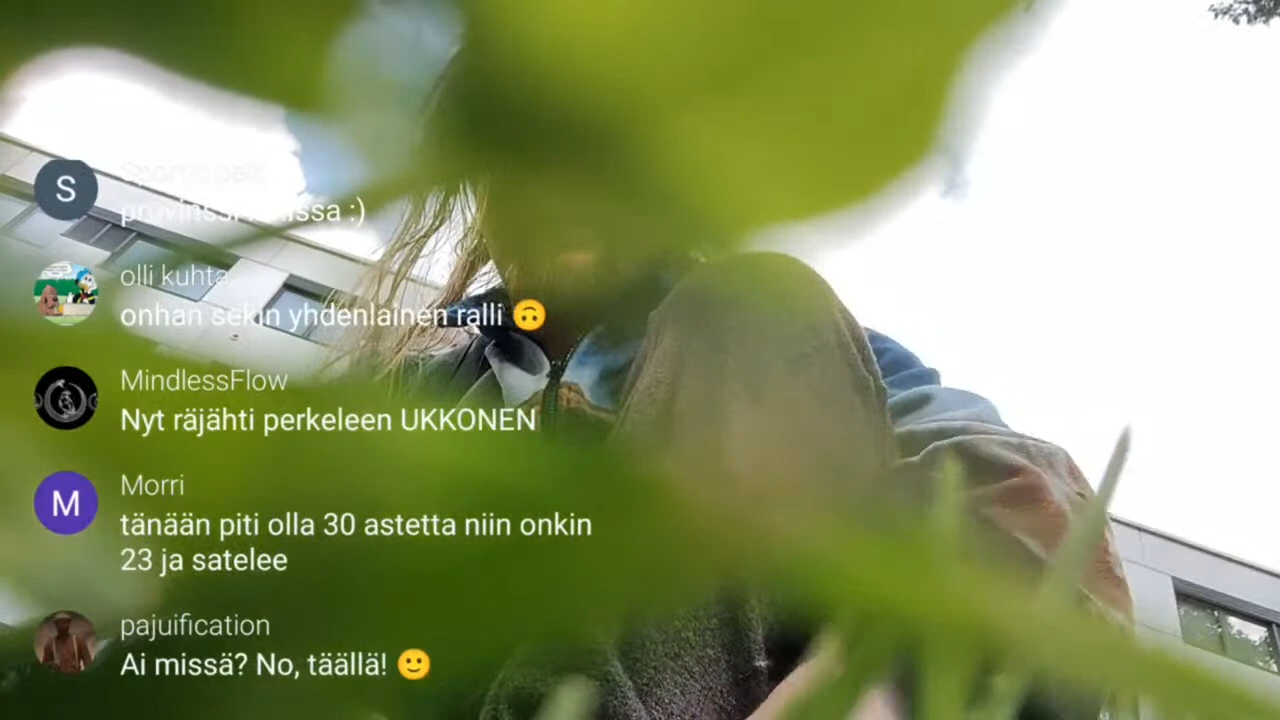 S
:)
olli kuhta
onhan sekin yhdenlainen ralli 🙃
MindlessFlow
Nyt räjähti perkeleen UKKONEN
M
Morri
tänään piti olla 30 astetta niin onkin
23 ja satelee
pajuification
Ai missä? No, täällä! 🙂